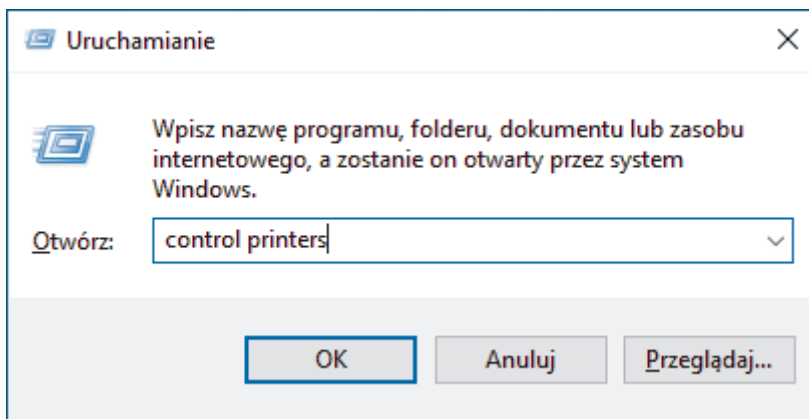 Uruchamianie
Wpisz nazwę programu, folderu, dokumentu lub zasobu
internetowego, a zostanie on otwarty przez system
Windows.
Otwórz: control printers
OK Anuluj Przeglądaj...